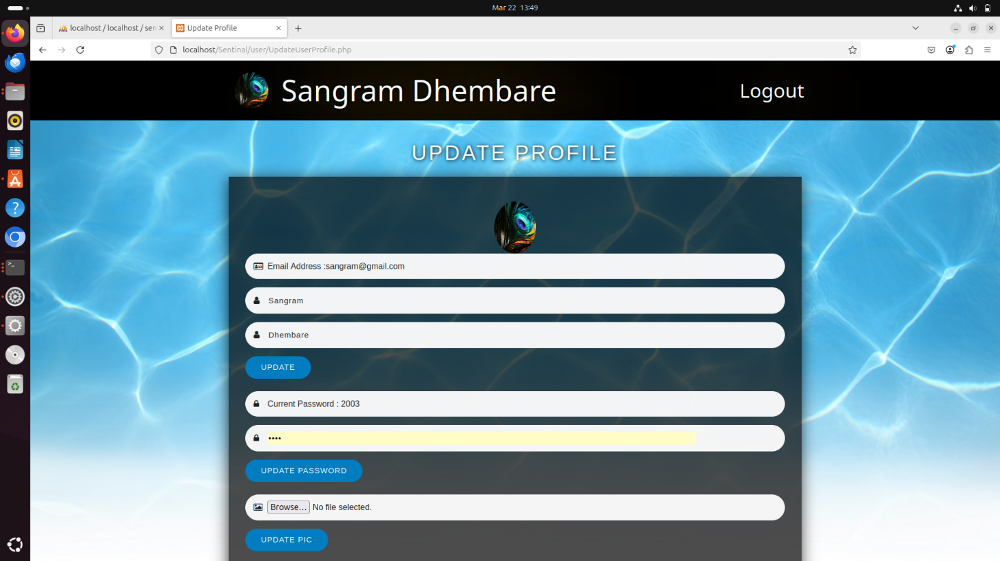 Mar 22 13:49
localhost / localhost / sen
Update Profile
localhost/Sentinal/user/UpdateUserProfile.php
Sangram Dhembare
Logout
UPDATE PROFILE
Email Address :sangram@gmail.com
Sangram
Dhembare
UPDATE
Current Password : 2003
••••
UPDATE PASSWORD
Browse... No file selected.
UPDATE PIC